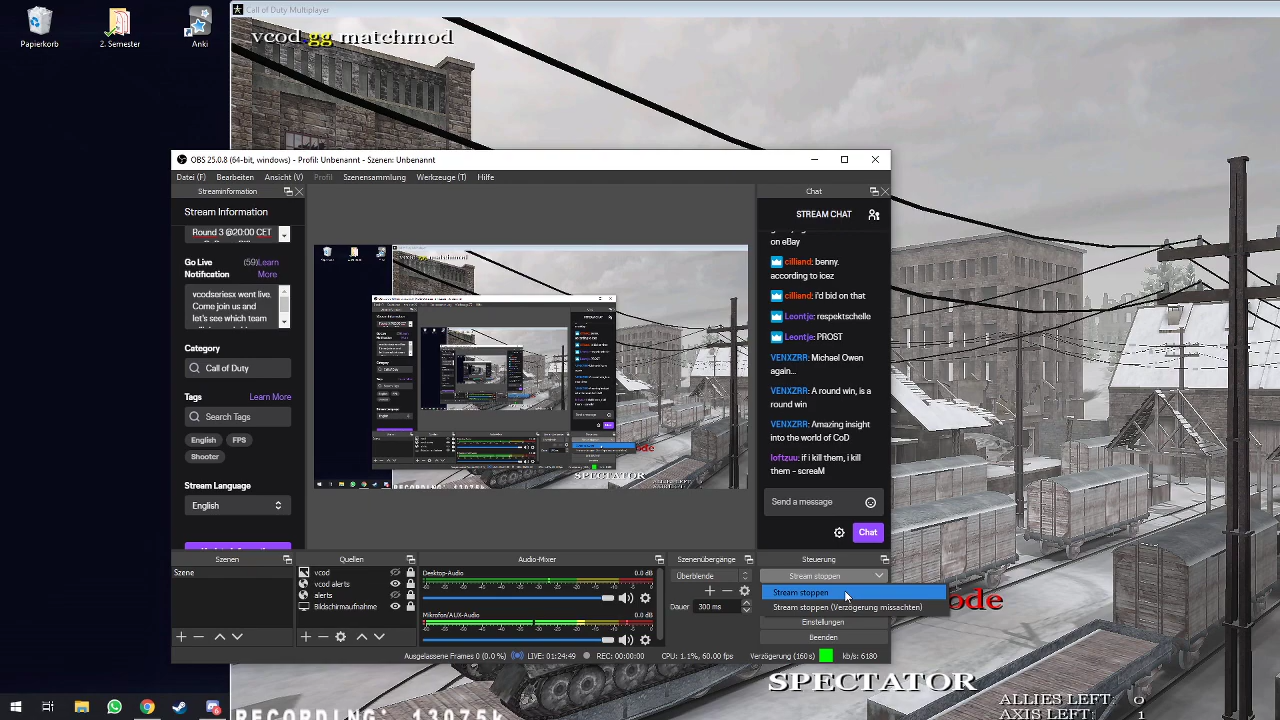 Papierkorb
2. Semester
Anki
Call of Duty Multiplayer
vcod.gg matchmod
OBS 25.0.8 (64-bit, windows) - Profil: Unbenannt - Szenen: Unbenannt
Datei (F) Bearbeiten Ansicht (V) Profil Szenensammlung Werkzeuge (T) Hilfe
Streaminformation
Stream Information
Round 3 @20:00 CET
Go Live (59)Learn
Notification More
vcodseriesx went live.
Come join us and
let's see which team
Category
Call of Duty
Tags Learn More
Search Tags
English FPS
Shooter
Stream Language
English
Chat
STREAM CHAT
on eBay
cilliand: benny.
according to icez
cilliand: i'd bid on that
Leontje: respektschelle
Leontje: PROST
VENXZRR: Michael Owen
again...
VENXZRR: A round win, is a
round win
VENXZRR: Amazing insight
into the world of CoD
loftzuu: if i kill them, i kill
them - screaM
Send a message
Chat
SPECTATOR
Szenen
Szene
Quellen
vcod
vcod alerts
alerts
Bildschirmaufnahme
Audio-Mixer
Desktop-Audio 0.0 dB
Mikrofon/AUX-Audio 0.0 dB
Szenenübergänge
Überblende
Dauer 300 ms
Steuerung
Stream stoppen
Stream stoppen
Stream stoppen (Verzögerung missachten)
Einstellungen
Beenden
ode
Ausgelassene Frames 0 (0.0 %) LIVE: 01:24:49 REC: 00:00:00 CPU: 1.1%, 60.00 fps Verzögerung (160s) kb/s: 6180
SPECTATOR
ALLIES LEFT: 0
AXIS LEFT: 1
RECORDING 13075k